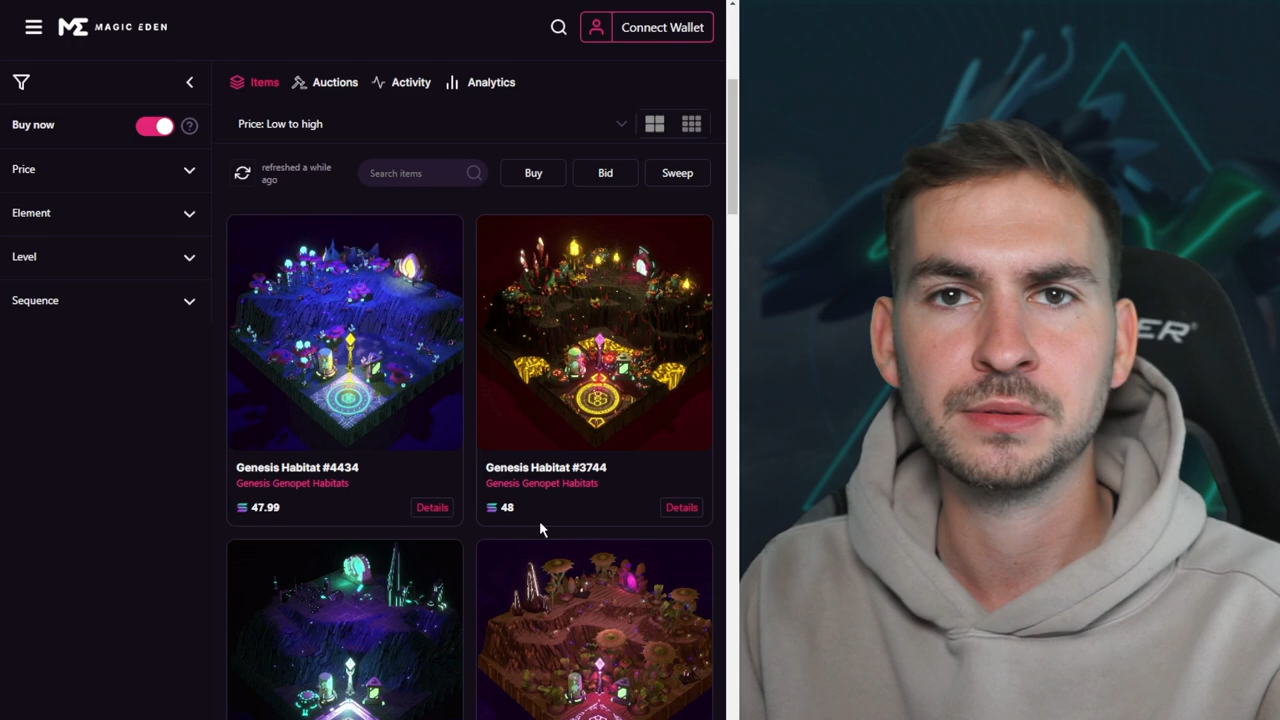 MAGIC EDEN
Connect Wallet
Items
Auctions
Activity
Analytics
Buy now
?
Price: Low to high
Price
refreshed a while
ago
Search items
Buy
Bid
Sweep
Element
Level
Sequence
Genesis Habitat #4434
Genesis Genopet Habitats
47.99
Details
Genesis Habitat #3744
Genesis Genopet Habitats
48
Details